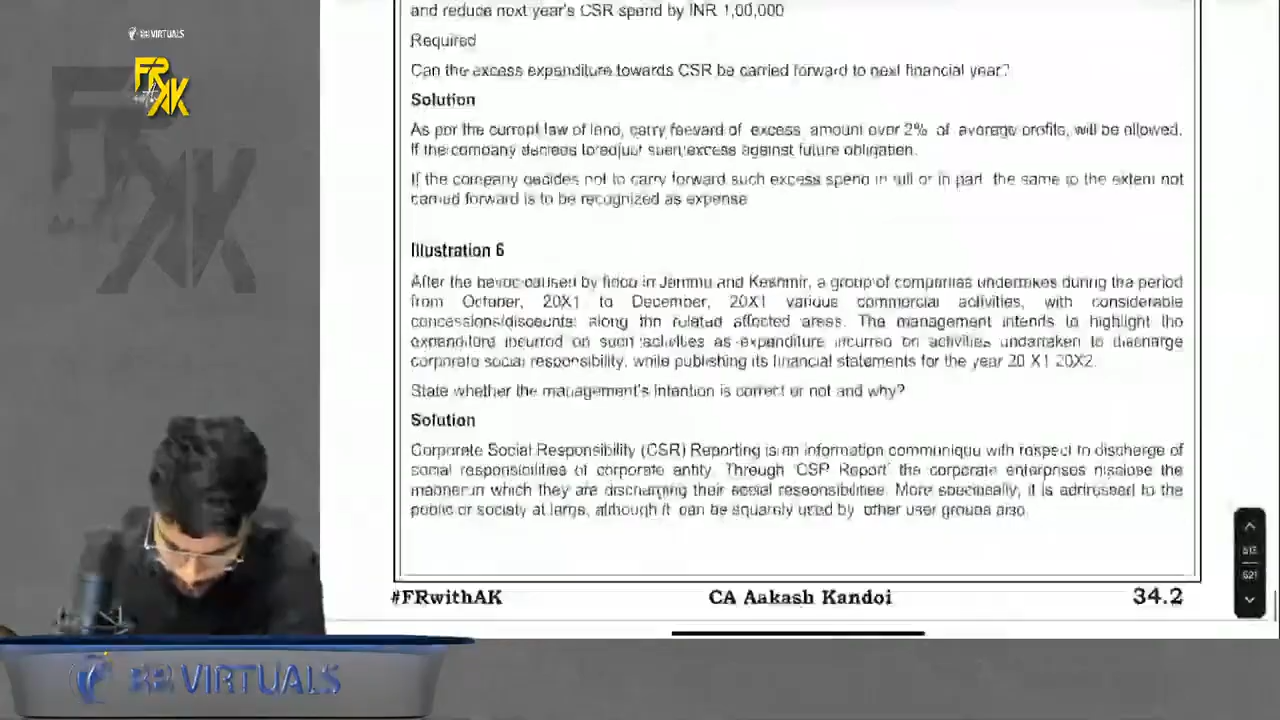 and reduce next year's CSR spend by INR 1,00,000
Required
Can the excess expenditure towards CSR be carried forward to next financial year?
Solution
As per the current law of land, carry forward of excess amount over 2% of average profits, will be allowed.
If the company decides to adjust such excess against future obligation.
If the company decides not to carry forward such excess spend in full or in part the same to the extent not
carried forward is to be recognized as expense
Illustration 6
After the havoc caused by flood in Jammu and Kashmir, a group of companies undertakes during the period
from October, 20X1 to December, 20X1 various commercial activities, with considerable
concessions/discounts along the related affected areas. The management intends to highlight the
expenditure incurred on such activities as expenditure incurred on activities undertaken to discharge
corporate social responsibility, while publishing its financial statements for the year 20X1 20X2.
State whether the management's intention is correct or not and why?
Solution
Corporate Social Responsibility (CSR) Reporting is an information communiqué with respect to discharge of
social responsibilities of corporate entity. Through 'CSR Report' the corporate enterprises disclose the
manner in which they are discharging their social responsibilities. More specifically, it is addressed to the
public or society at large, although it can be squarely used by other user groups also.
#FRwithAK CA Aakash Kandoi 34.2
VIRTUALS
FR
AK
513
621
VIRTUALS